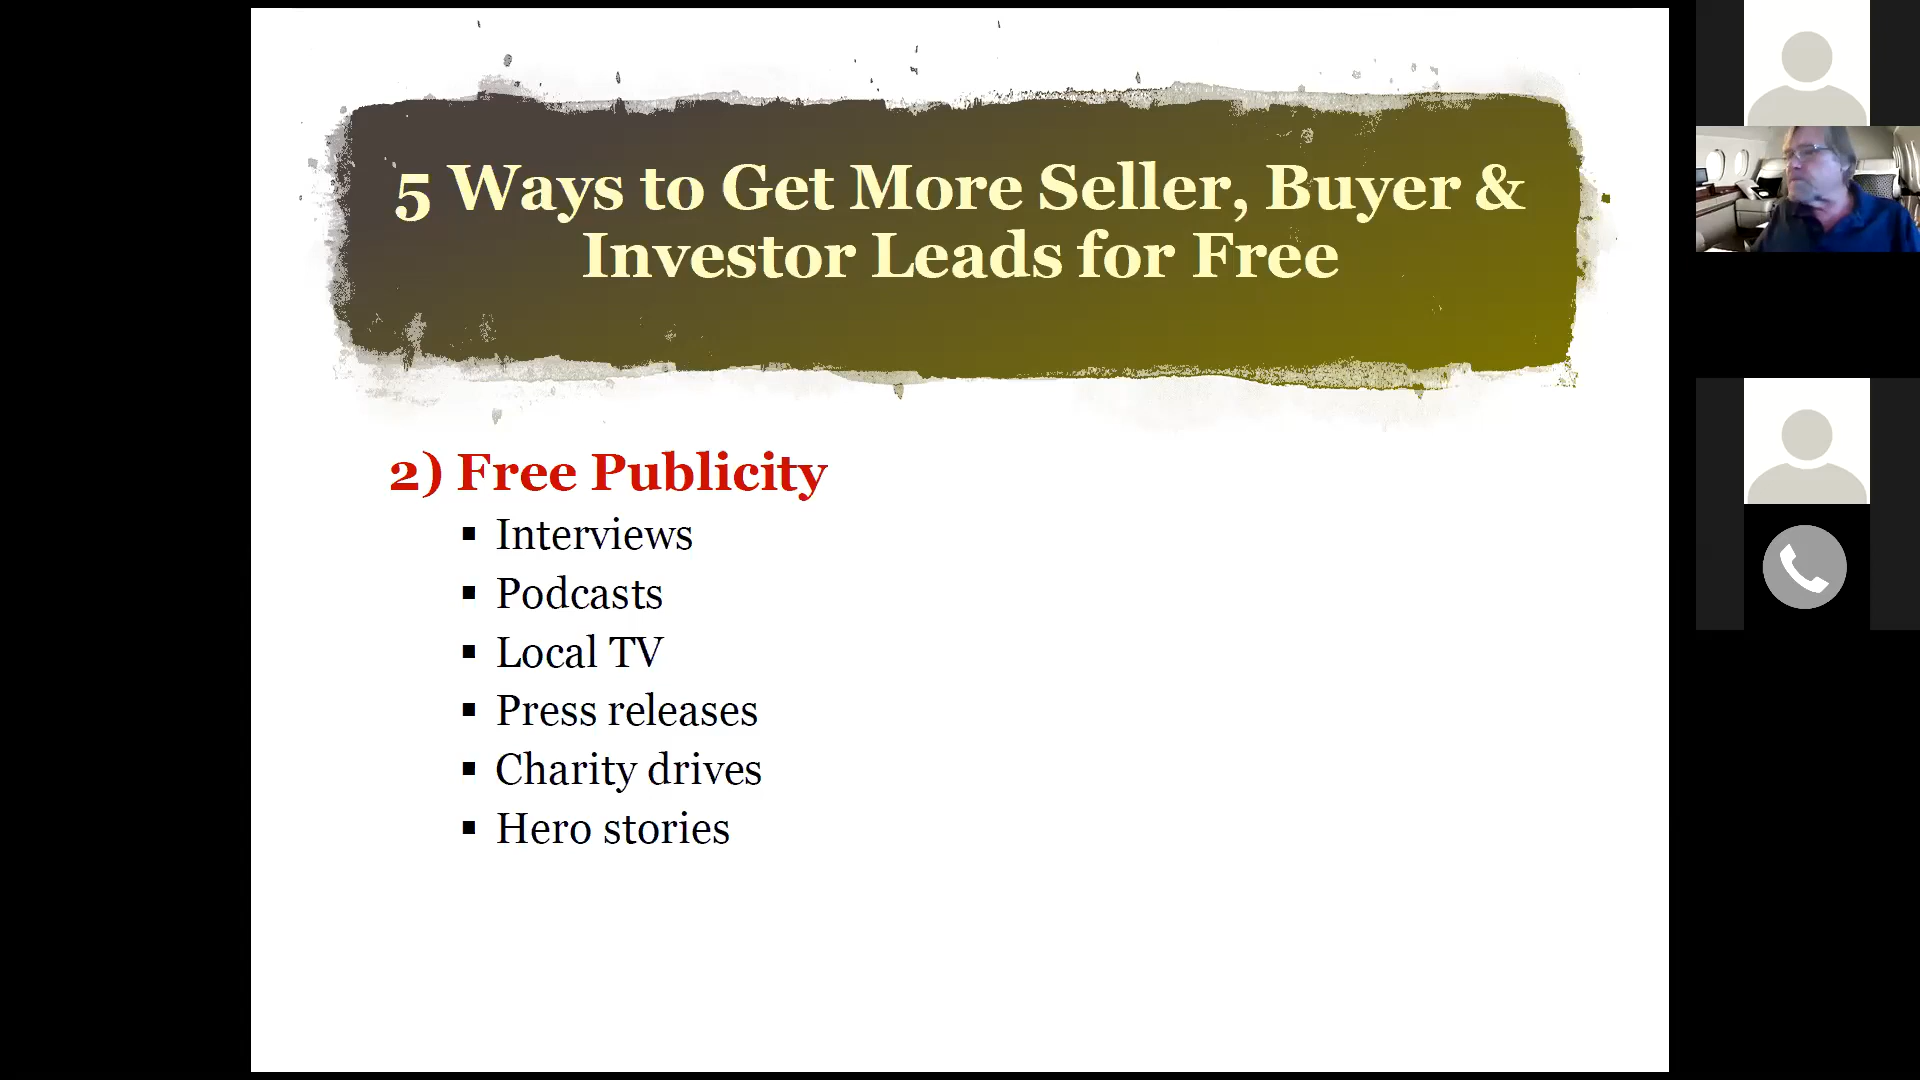 5 Ways to Get More Seller, Buyer &
Investor Leads for Free
2) Free Publicity
▪ Interviews
▪ Podcasts
▪ Local TV
▪ Press releases
▪ Charity drives
▪ Hero stories